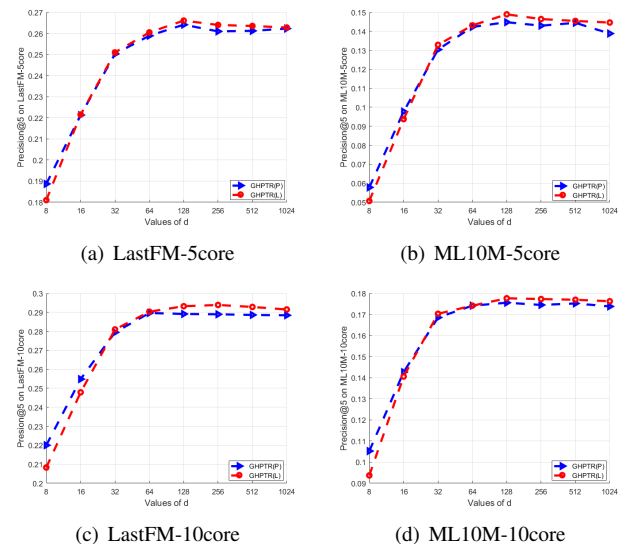 0.27
0.26
0.25
0.24
0.23
0.22
0.21
0.2
0.19
0.18
Precision@5 on LastFM-5core
GHPTR(P)
GHPTR(L)
8 16 32 64 128 256 512 1024
Values of d
(a) LastFM-5core
0.16
0.15
0.14
0.13
0.12
0.11
0.1
0.09
0.08
0.07
0.06
0.05
Precision@5 on ML10M-5core
GHPTR(P)
GHPTR(L)
8 16 32 64 128 256 512 1024
Values of d
(b) ML10M-5core
0.3
0.29
0.28
0.27
0.26
0.25
0.24
0.23
0.22
0.21
0.2
@5 on LastFM-10core
GHPTR(P)
GHPTR(L)
8 16 32 64 128 256 512 1024
Values of d
(c) LastFM-10core
0.18
0.17
0.16
0.15
0.14
0.13
0.12
0.11
0.1
0.09
@5 on ML10M-10core
GHPTR(P)
GHPTR(L)
8 16 32 64 128 256 512 1024
Values of d
(d) ML10M-10core